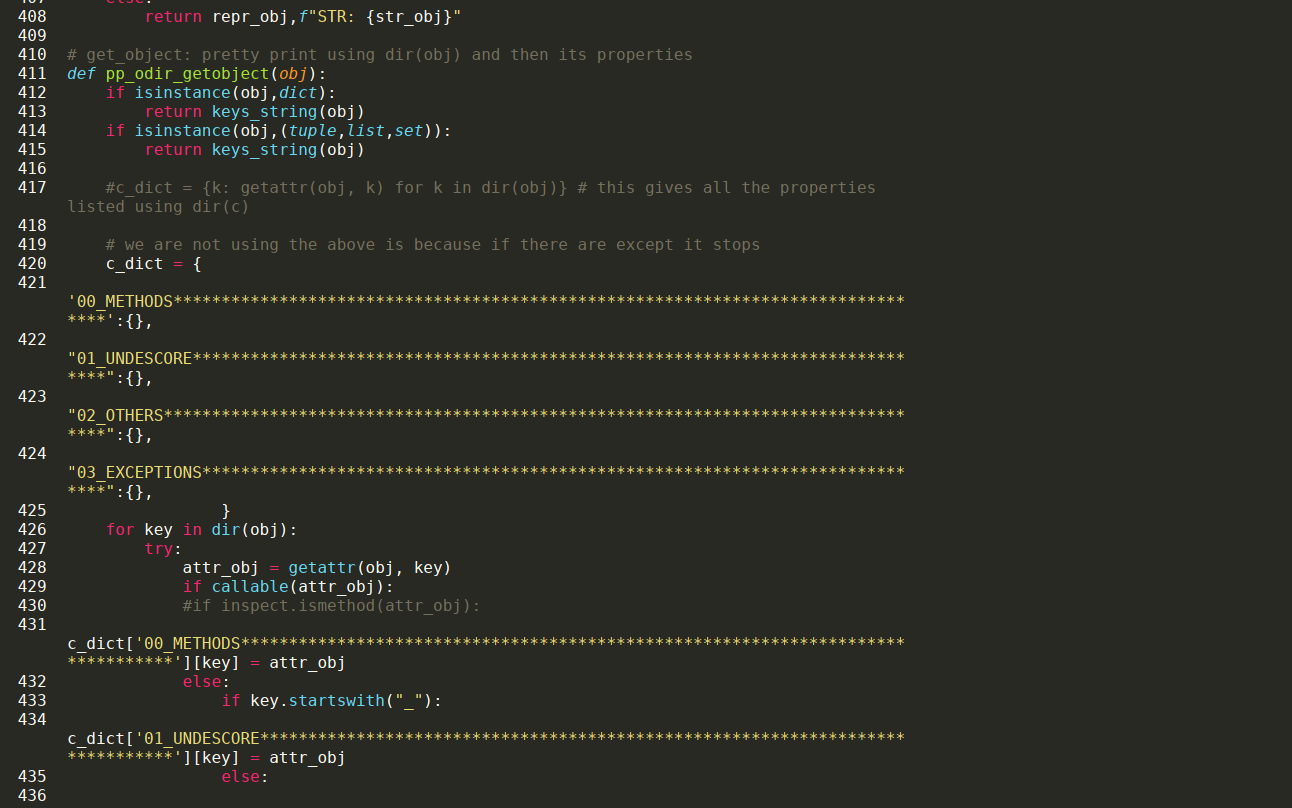 407 else:
408 return repr_obj,f"STR: {str_obj}"
409
410 # get_object: pretty print using dir(obj) and then its properties
411 def pp_odir_getobject(obj):
412 if isinstance(obj,dict):
413 return keys_string(obj)
414 if isinstance(obj,(tuple,list,set)):
415 return keys_string(obj)
416
417 #c_dict = {k: getattr(obj, k) for k in dir(obj)} # this gives all the properties
listed using dir(c)
418
419 # we are not using the above is because if there are except it stops
420 c_dict = {
421
'00_METHODS****************************************************************************
****':{},
422
"01_UNDESCORE**************************************************************************
****":{},
423
"02_OTHERS*****************************************************************************
****":{},
424
"03_EXCEPTIONS*************************************************************************
****":{},
425 }
426 for key in dir(obj):
427 try:
428 attr_obj = getattr(obj, key)
429 if callable(attr_obj):
430 #if inspect.ismethod(attr_obj):
431
c_dict['00_METHODS*********************************************************************
***********'][key] = attr_obj
432 else:
433 if key.startswith("_"):
434
c_dict['01_UNDESCORE*******************************************************************
***********'][key] = attr_obj
435 else:
436